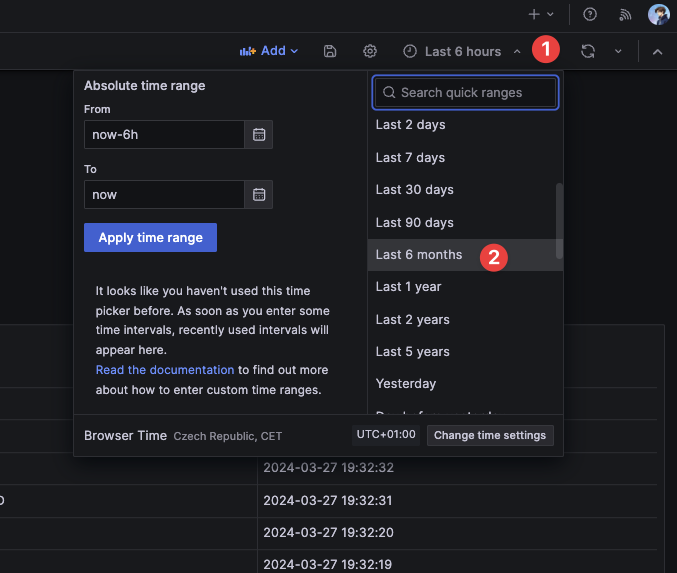 Add
Last 6 hours
1
Absolute time range
From
now-6h
To
now
Apply time range
It looks like you haven't used this time
picker before. As soon as you enter some
time intervals, recently used intervals will
appear here.
Read the documentation to find out more
about how to enter custom time ranges.
Search quick ranges
Last 2 days
Last 7 days
Last 30 days
Last 90 days
Last 6 months
2
Last 1 year
Last 2 years
Last 5 years
Yesterday
Browser Time Czech Republic, CET
UTC+01:00
Change time settings
2024-03-27 19:32:32
2024-03-27 19:32:31
2024-03-27 19:32:20
2024-03-27 19:32:19